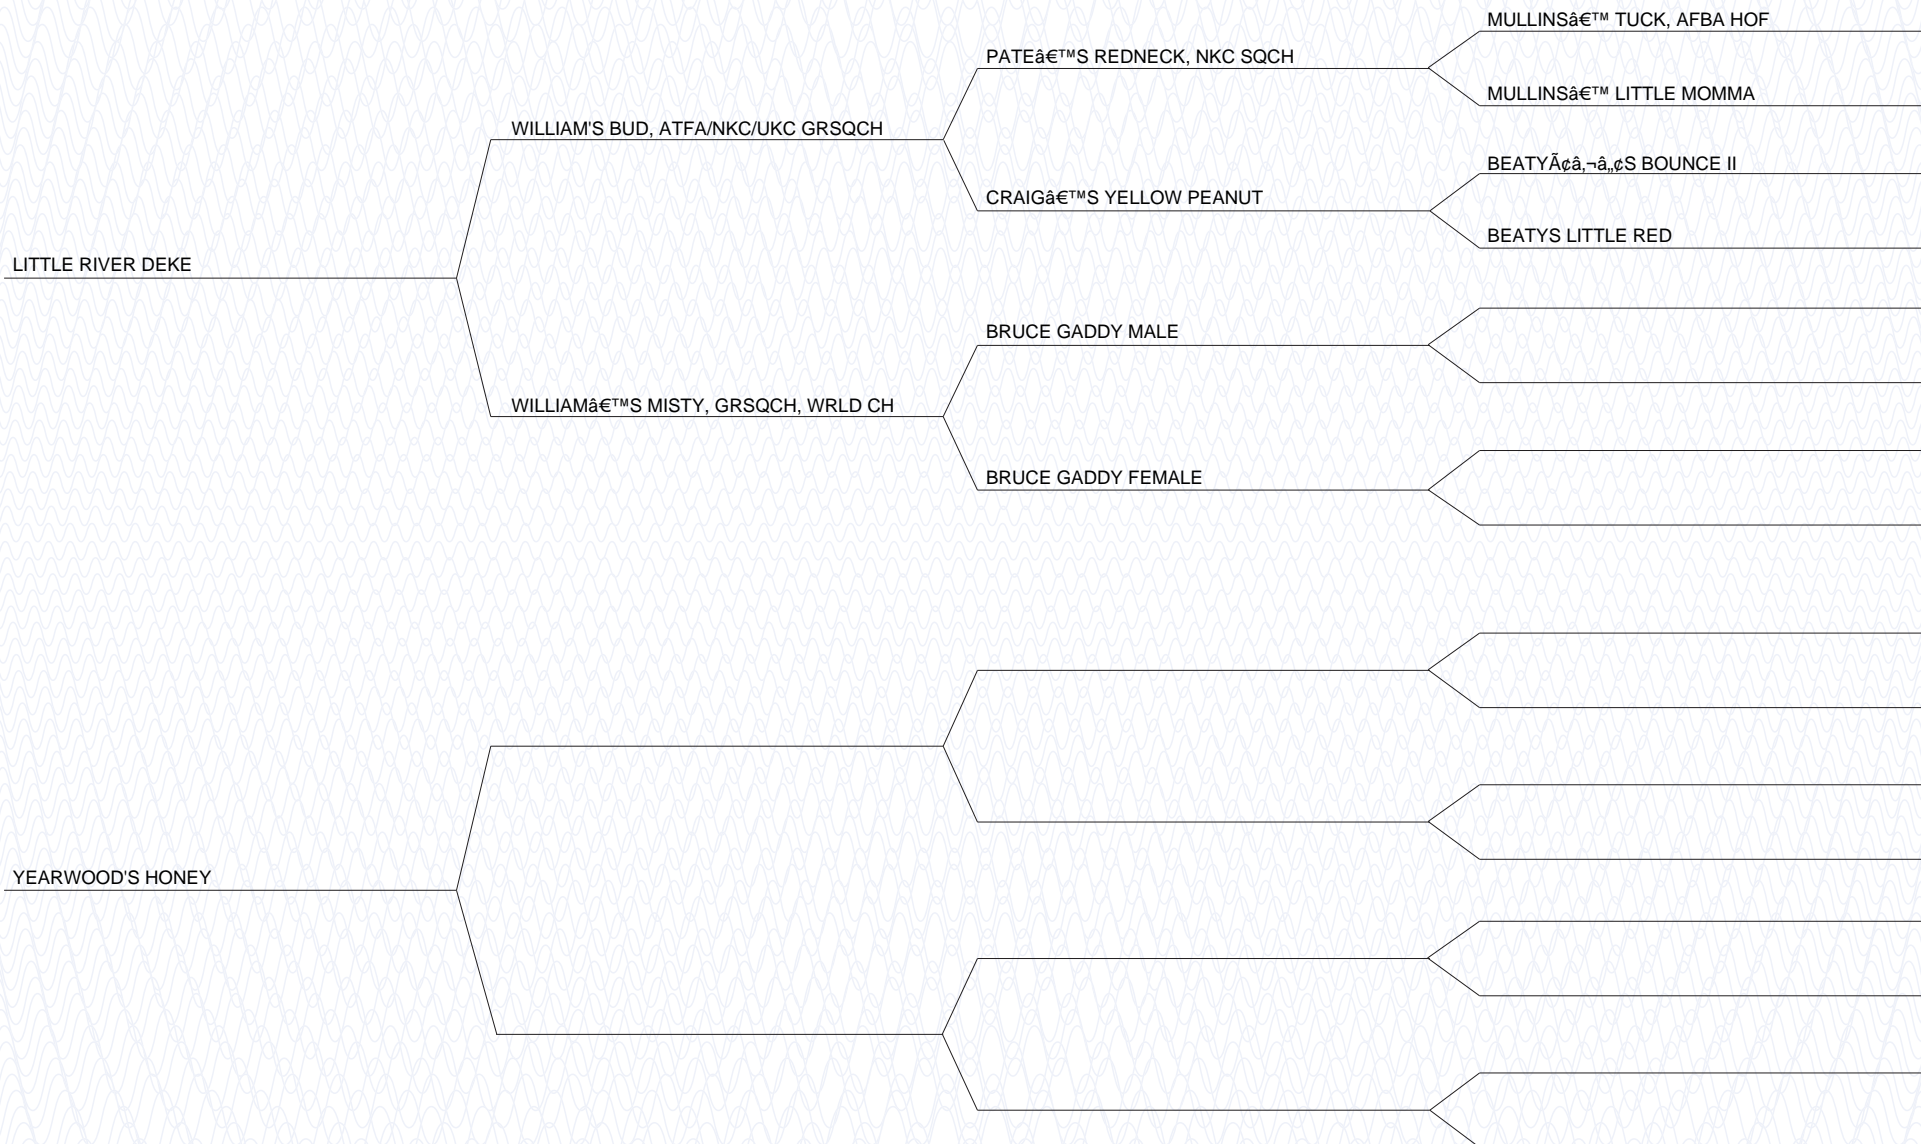 MULLINSâ€™ TUCK, AFBA HOF
PATEâ€™S REDNECK, NKC SQCH
MULLINSâ€™ LITTLE MOMMA
WILLIAM'S BUD, ATFA/NKC/UKC GRSQCH
BEATYÃ¢â‚¬â„¢S BOUNCE II
CRAIGâ€™S YELLOW PEANUT
BEATYS LITTLE RED
LITTLE RIVER DEKE
BRUCE GADDY MALE
WILLIAMâ€™S MISTY, GRSQCH, WRLD CH
BRUCE GADDY FEMALE
YEARWOOD'S HONEY